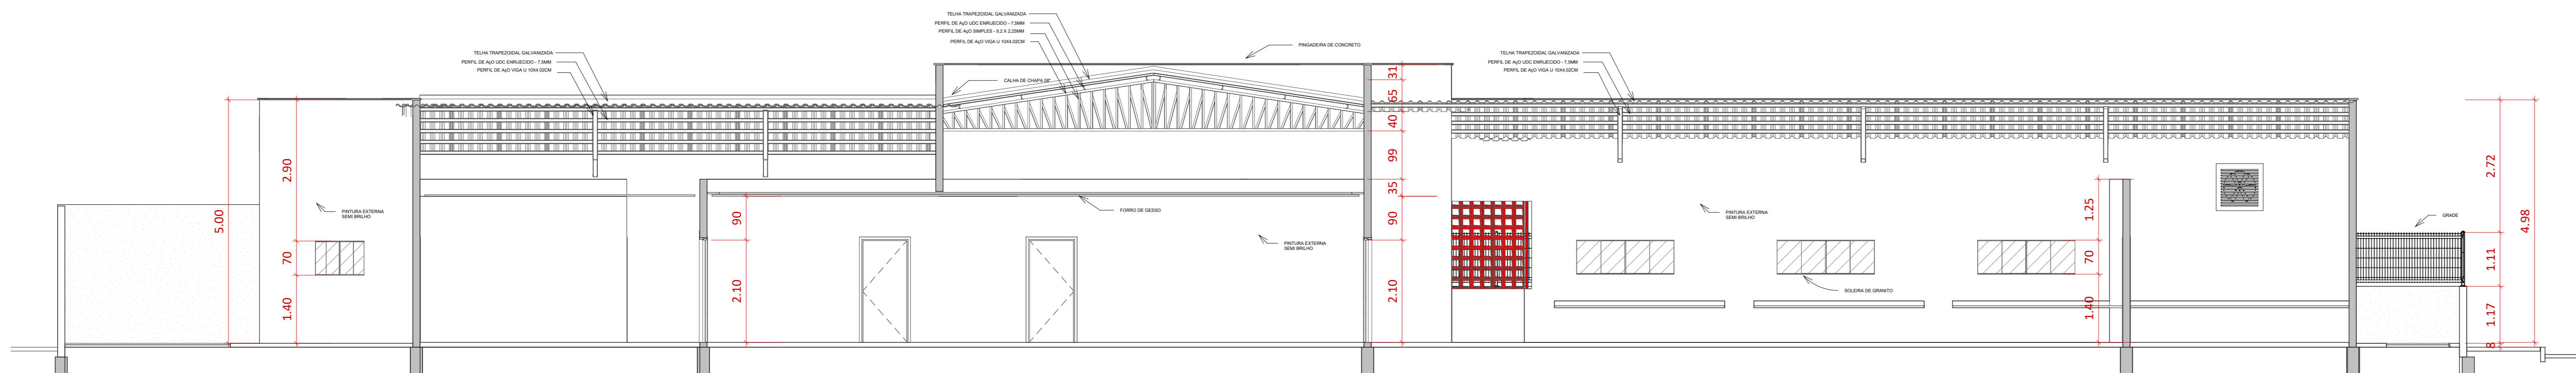 TELHA TRAPEZOIDAL GALVANIZADA
PERFIL DE AçO UDC ENRIJECIDO - 7,5MM
PERFIL DE AçO VIGA U 10X4,02CM
TELHA TRAPEZOIDAL GALVANIZADA
PERFIL DE AçO UDC ENRIJECIDO - 7,5MM
PERFIL DE AçO SIMPLES - 9,2 X 2,25MM
PERFIL DE AçO VIGA U 10X4,02CM
PINGADEIRA DE CONCRETO
CALHA DE CHAPA 08"
TELHA TRAPEZOIDAL GALVANIZADA
PERFIL DE AçO UDC ENRIJECIDO - 7,5MM
PERFIL DE AçO VIGA U 10X4,02CM
5.00
2.90
70
1.40
PINTURA EXTERNA
SEMI BRILHO
90
2.10
FORRO DE GESSO
PINTURA EXTERNA
SEMI BRILHO
31
65
40
99
35
90
2.10
PINTURA EXTERNA
SEMI BRILHO
SOLEIRA DE GRANITO
1.25
70
1.40
GRADE
2.72
1.11
1.17
8
4.98